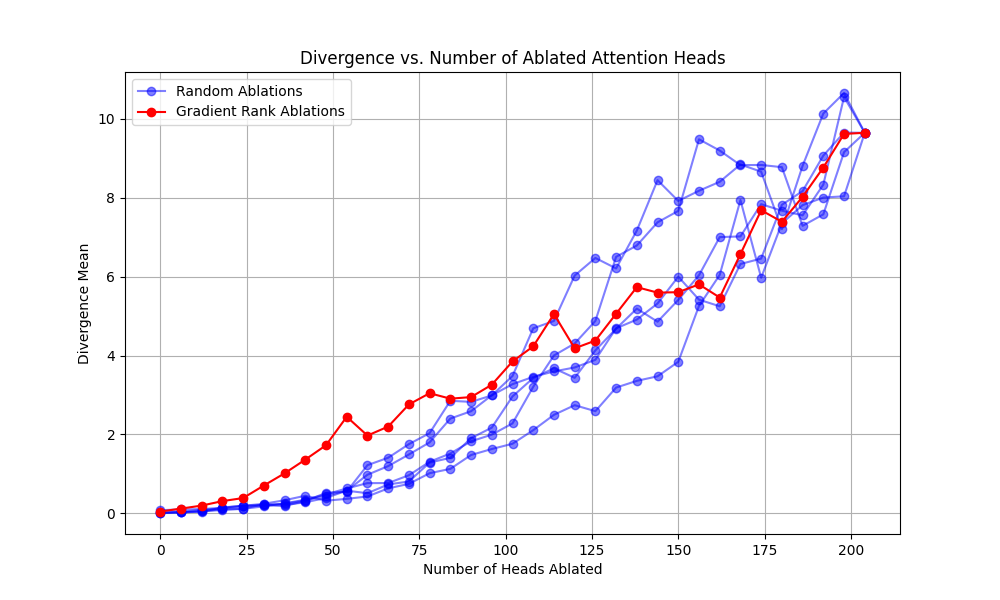 Divergence vs. Number of Ablated Attention Heads
Random Ablations
Gradient Rank Ablations
10
8
6
4
2
0
Divergence Mean
0 25 50 75 100 125 150 175 200
Number of Heads Ablated